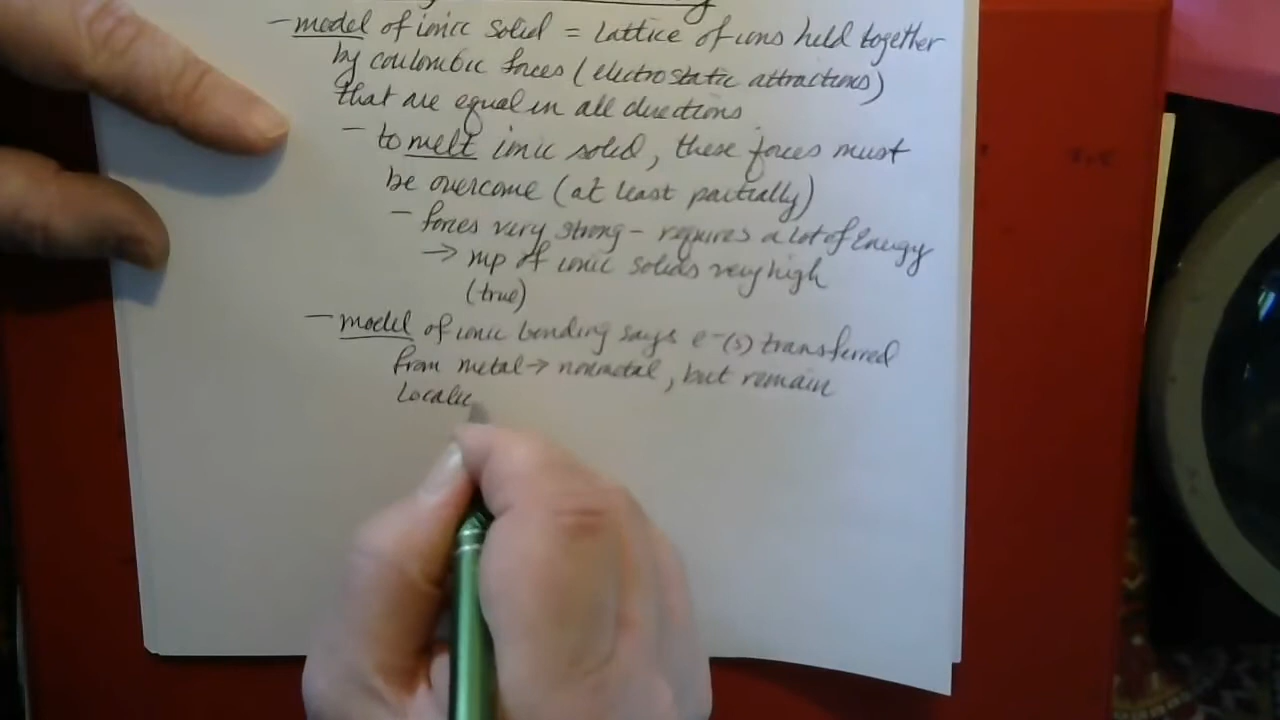 - model of ionic solid = Lattice of ions held together
by coulombic forces (electrostatic attractions)
that are equal in all directions
- to melt ionic solid, these forces must
be overcome (at least partially)
- forces very strong - requires a lot of Energy
→ mp of ionic solids very high
(true)
- model of ionic bonding says e-(s) transferred
from metal → nonmetal, but remain
Localiz